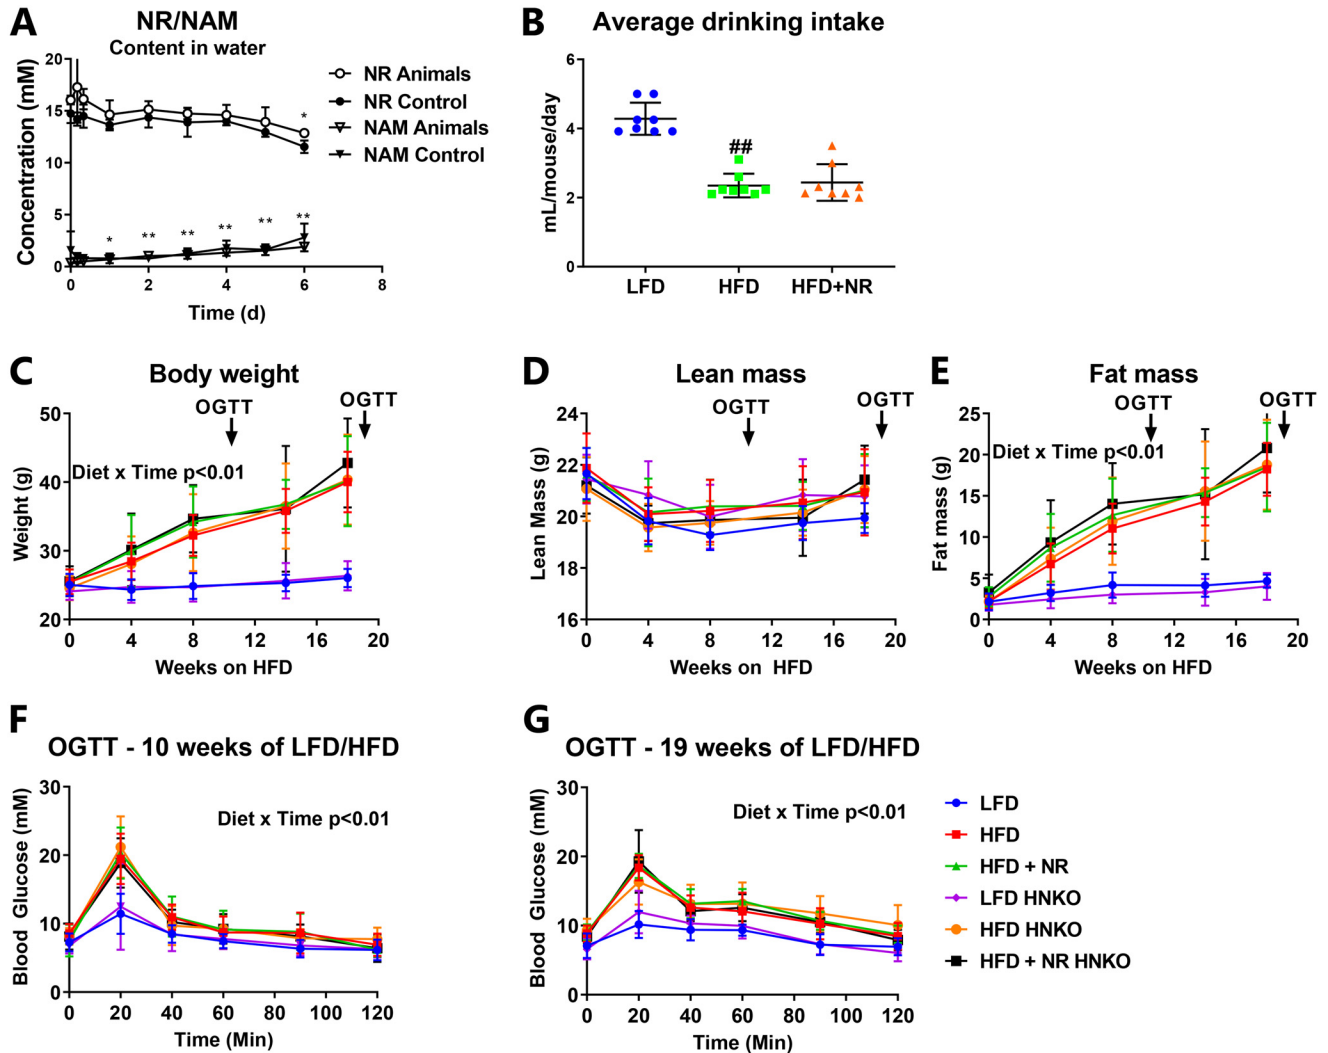 A
NR/NAM
Content in water
Concentration (mM)
20
15
10
5
0
*
*
**
**
**
**
**
0
2
4
6
8
Time (d)
NR Animals
NR Control
NAM Animals
NAM Control
B
Average drinking intake
mL/mouse/day
6
4
2
0
##
LFD
HFD
HFD+NR
C
Body weight
OGTT
OGTT
Diet x Time p<0.01
Weight (g)
50
40
30
20
0
4
8
12
16
20
Weeks on HFD
D
Lean mass
OGTT
OGTT
Lean Mass (g)
24
22
20
18
16
0
4
8
12
16
20
Weeks on HFD
E
Fat mass
OGTT
OGTT
Diet x Time p<0.01
Fat mass (g)
25
20
15
10
5
0
0
4
8
12
16
20
Weeks on HFD
F
OGTT - 10 weeks of LFD/HFD
Diet x Time p<0.01
Blood Glucose (mM)
30
20
10
0
0
20
40
60
80
100
120
Time (Min)
G
OGTT - 19 weeks of LFD/HFD
Diet x Time p<0.01
Blood Glucose (mM)
30
20
10
0
0
20
40
60
80
100
120
Time (Min)
LFD
HFD
HFD + NR
LFD HNKO
HFD HNKO
HFD + NR HNKO